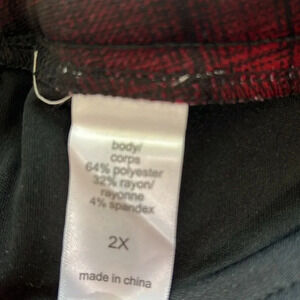 body/
corps
64% polyester
32% rayon/
rayonne
4% spandex
2X
made in china